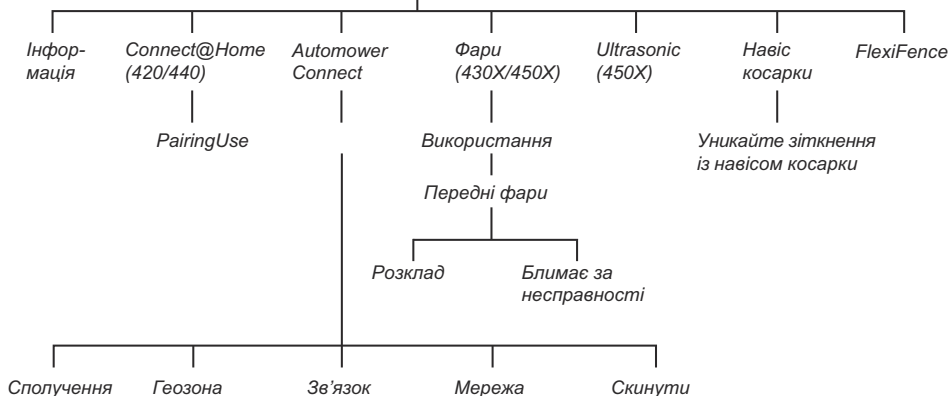 Інфор-
мація
Connect@Home
(420/440)
Automower
Connect
Фари
(430X/450X)
Ultrasonic
(450X)
Навіс
косарки
FlexiFence
PairingUse
Використання
Уникайте зіткнення
із навісом косарки
Передні фари
Розклад
Блимає за
несправності
Сполучення
Геозона
Зв’язок
Мережа
Скинути